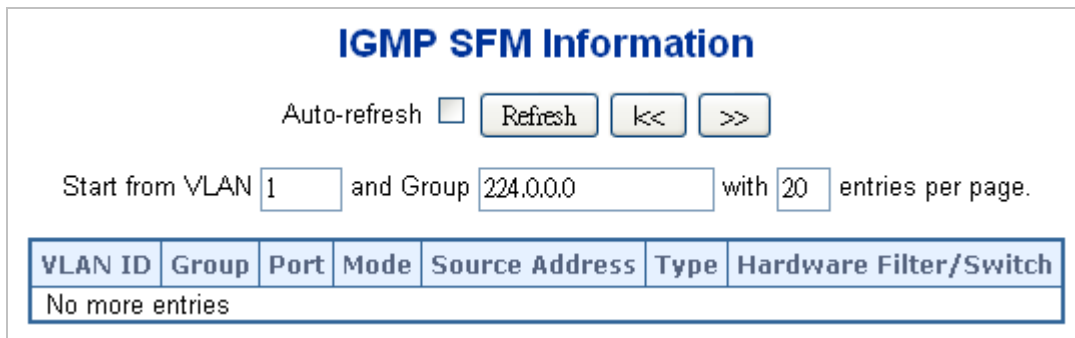 IGMP SFM Information
Auto-refresh Refresh |<< >>
Start from VLAN 1 and Group 224.0.0.0 with 20 entries per page.
VLAN ID Group Port Mode Source Address Type Hardware Filter/Switch
No more entries